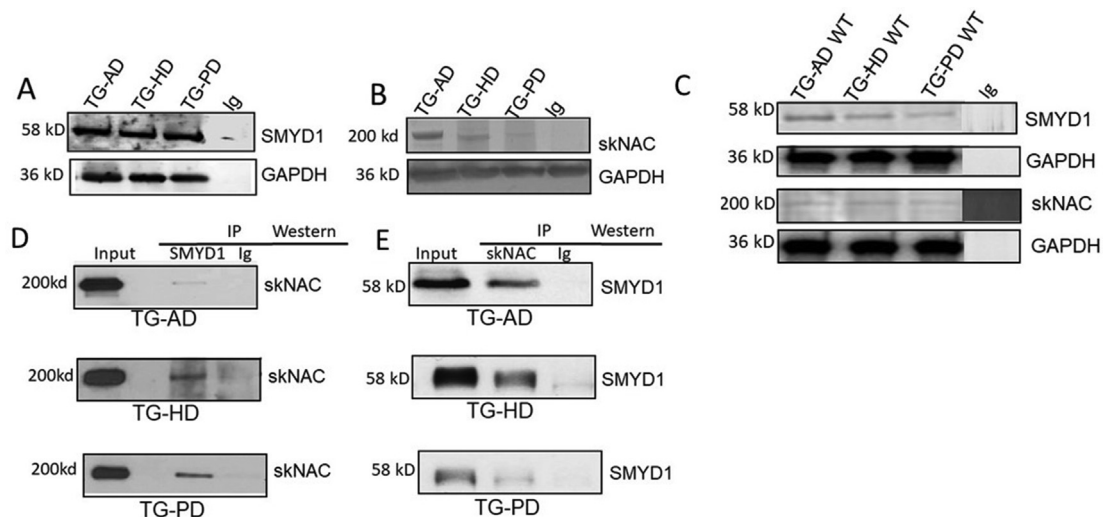 A
TG-AD TG-HD TG-PD Ig
58 kD SMYD1
36 kD GAPDH
B
TG-AD TG-HD TG-PD Ig
200 kd skNAC
36 kD GAPDH
C
TG-AD WT TG-HD WT TG-PD WT Ig
58 kD SMYD1
36 kD GAPDH
200 kD skNAC
36 kD GAPDH
D
IP Western
Input SMYD1 Ig
200kd skNAC
TG-AD
200kd skNAC
TG-HD
200kd skNAC
TG-PD
E
IP Western
Input skNAC Ig
58 kD SMYD1
TG-AD
58 kD SMYD1
TG-HD
58 kD SMYD1
TG-PD